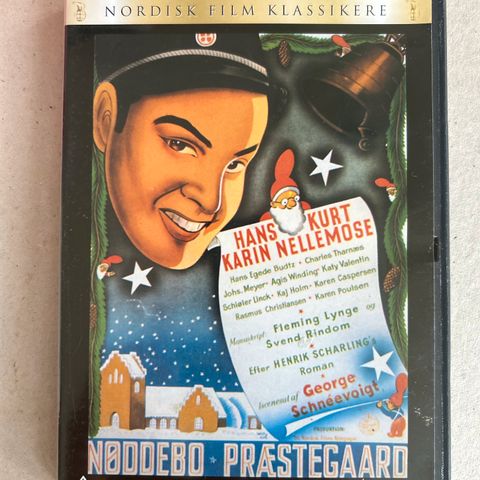 NORDISK FILM KLASSIKERE
HANS KURT
KARIN NELLEMOSE
Hans Egede Budtz · Charles Tharnæs
Johs. Meyer · Agis Winding · Katy Valentin
Schiøler Linck · Kaj Holm · Karen Caspersen
Rasmus Christiansen · Karen Poulsen
Manuskript Fleming Lynge og
Svend Rindom
Efter HENRIK SCHARLING's
Roman
Iscenesat af George
Schnéevoigt
PRODUKTION:
NØDDEBO PRÆSTEGAARD